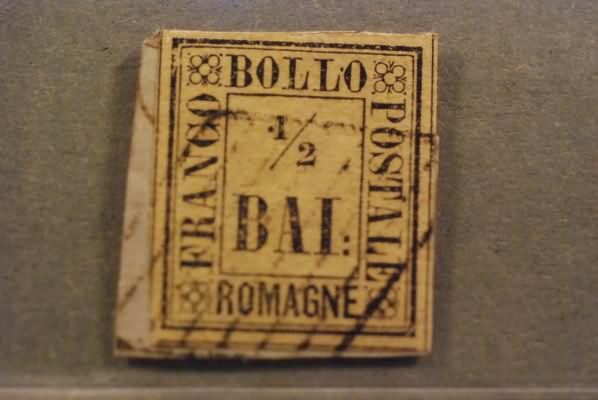 BOLLO
FRANCO
POSTALE
1/2
BAI:
ROMAGNE